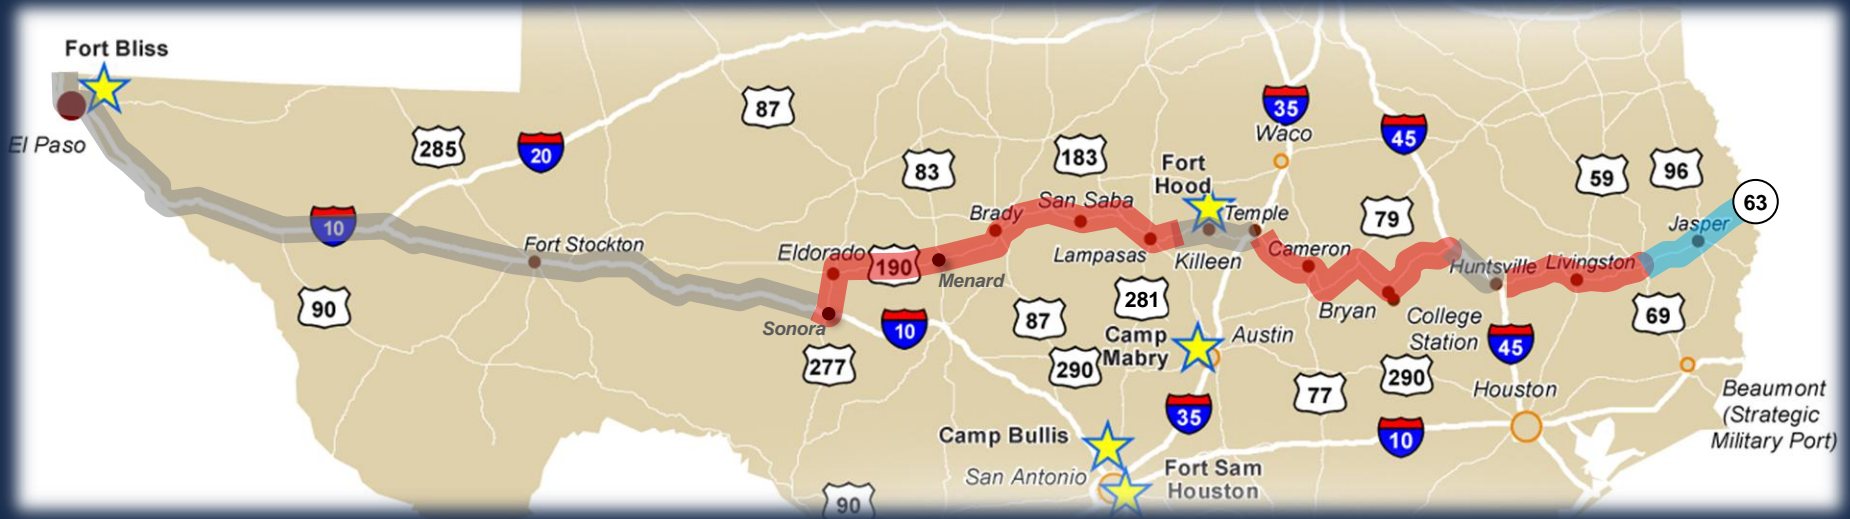 Fort Bliss
El Paso
285
20
87
83
183
35
Waco
45
59
96
63
Fort
Hood
San Saba
Brady
Temple
79
Jasper
10
Fort Stockton
Eldorado
190
Menard
Lampasas
Killeen
Cameron
Huntsville
Livingston
90
Sonora
10
277
87
281
Camp
Mabry
Austin
Bryan
College
Station
45
69
290
77
290
Houston
Beaumont
(Strategic
Military Port)
35
10
Camp Bullis
San Antonio
Fort Sam
Houston
90